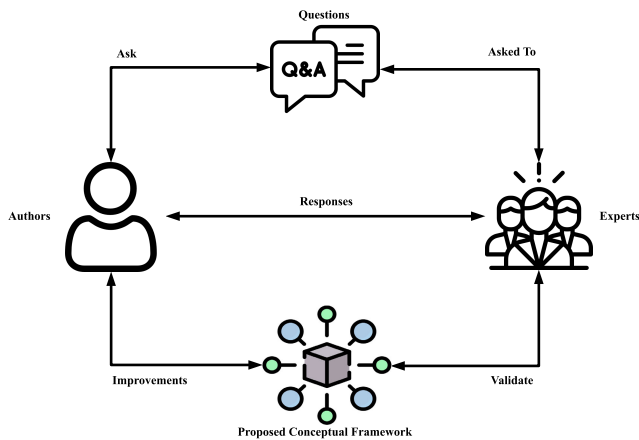 Questions
Ask
Asked To
Q&A
Authors
Responses
Experts
Improvements
Validate
Proposed Conceptual Framework